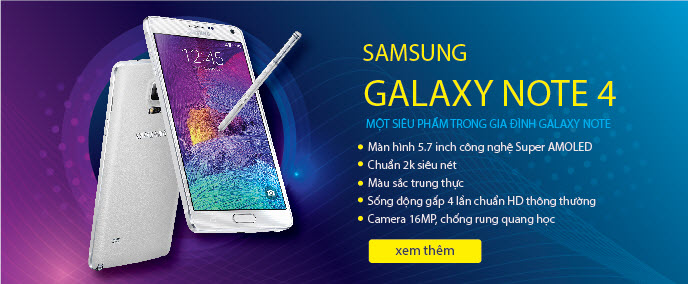 SAMSUNG
12:45
SAMSUNG
SAMSUNG
GALAXY NOTE 4
MỘT SIÊU PHẨM TRONG GIA ĐÌNH GALAXY NOTE
Màn hình 5.7 inch công nghệ Super AMOLED
Chuẩn 2k siêu nét
Màu sắc trung thực
Sống động gấp 4 lần chuẩn HD thông thường
Camera 16MP, chống rung quang học
xem thêm